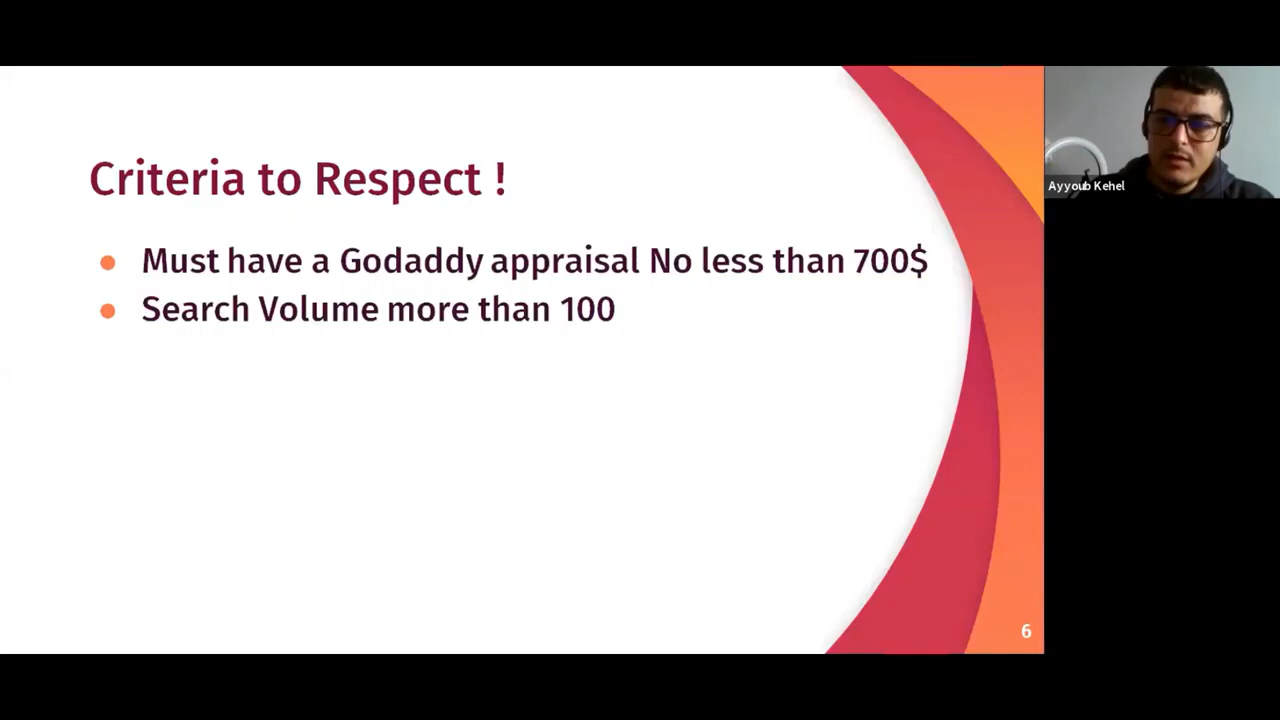 Criteria to Respect !
Must have a Godaddy appraisal No less than 700$
Search Volume more than 100
Ayyoub Kehel
6